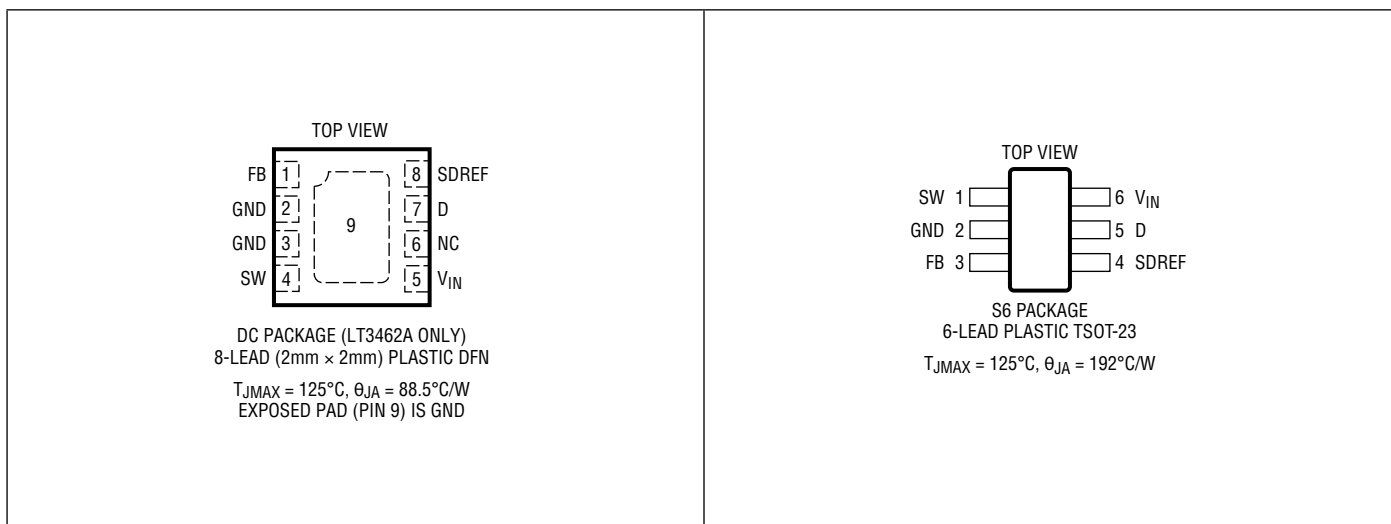 TOP VIEW
FB 1
GND 2
GND 3
SW 4
9
8 SDREF
7 D
6 NC
5 VIN
DC PACKAGE (LT3462A ONLY)
8-LEAD (2mm × 2mm) PLASTIC DFN
TJMAX = 125°C, θJA = 88.5°C/W
EXPOSED PAD (PIN 9) IS GND
TOP VIEW
SW 1
GND 2
FB 3
6 VIN
5 D
4 SDREF
S6 PACKAGE
6-LEAD PLASTIC TSOT-23
TJMAX = 125°C, θJA = 192°C/W